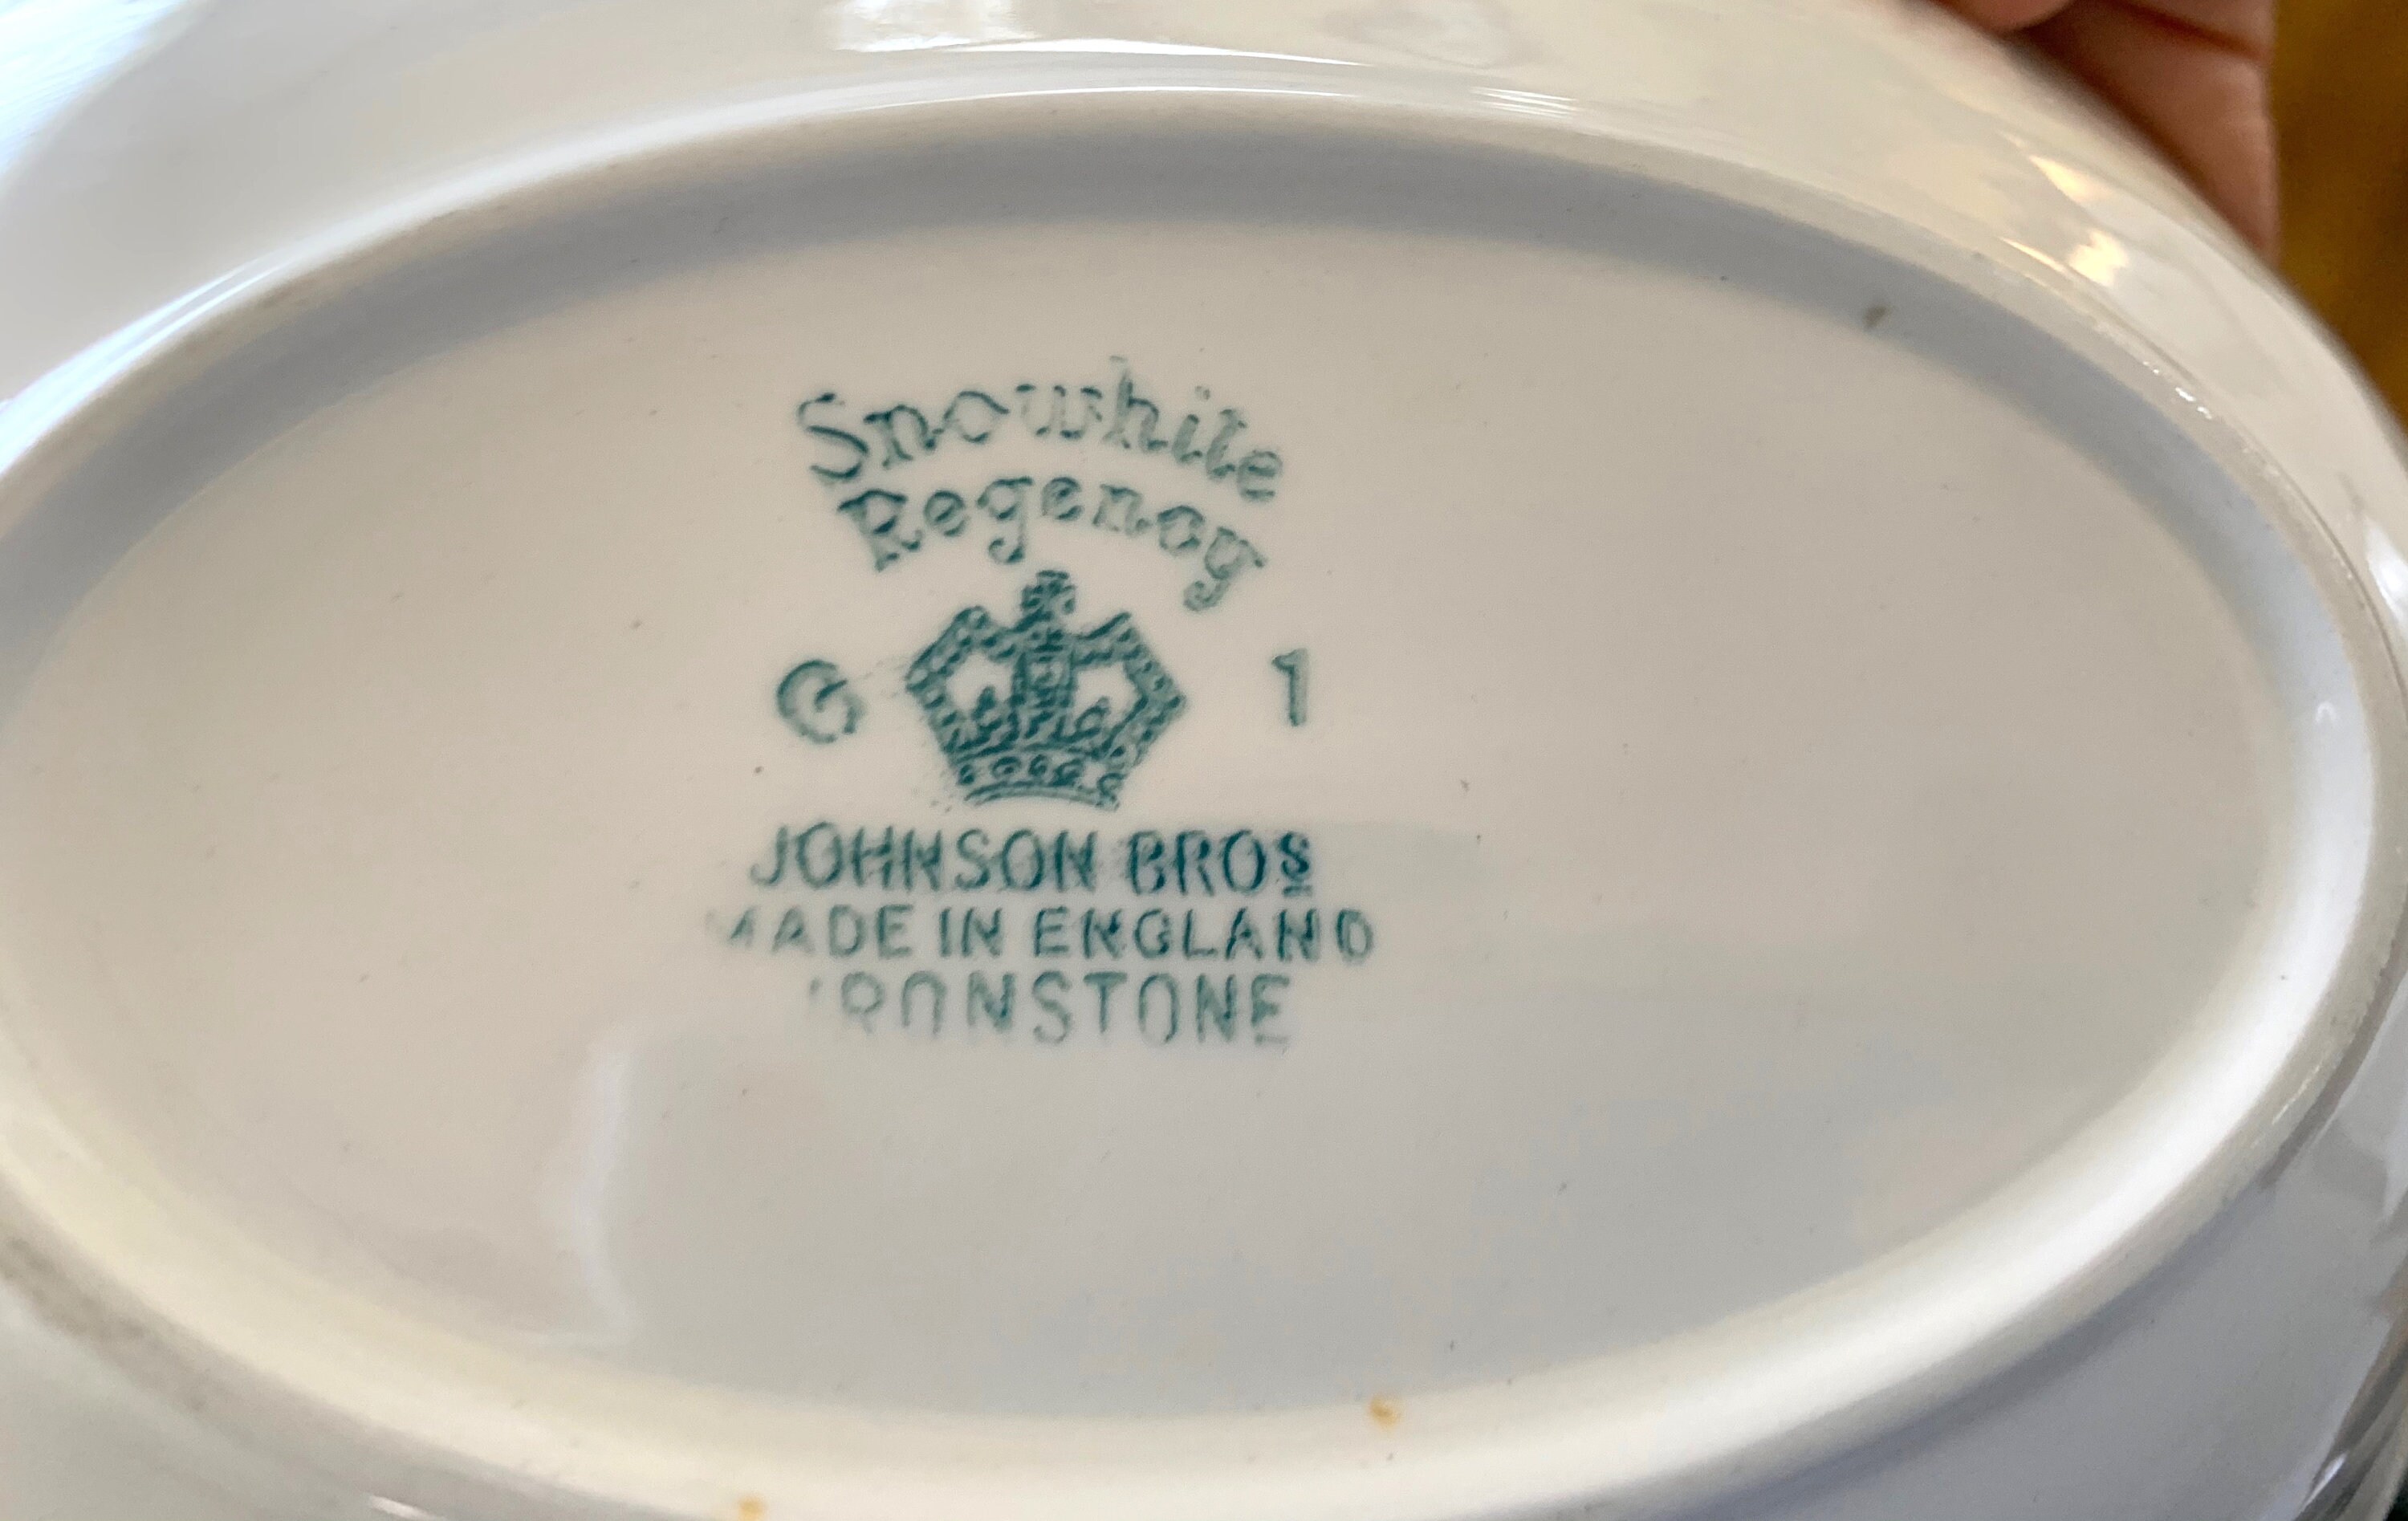 Snowhite
Regency
G 1
JOHNSON BROS
MADE IN ENGLAND
IRONSTONE